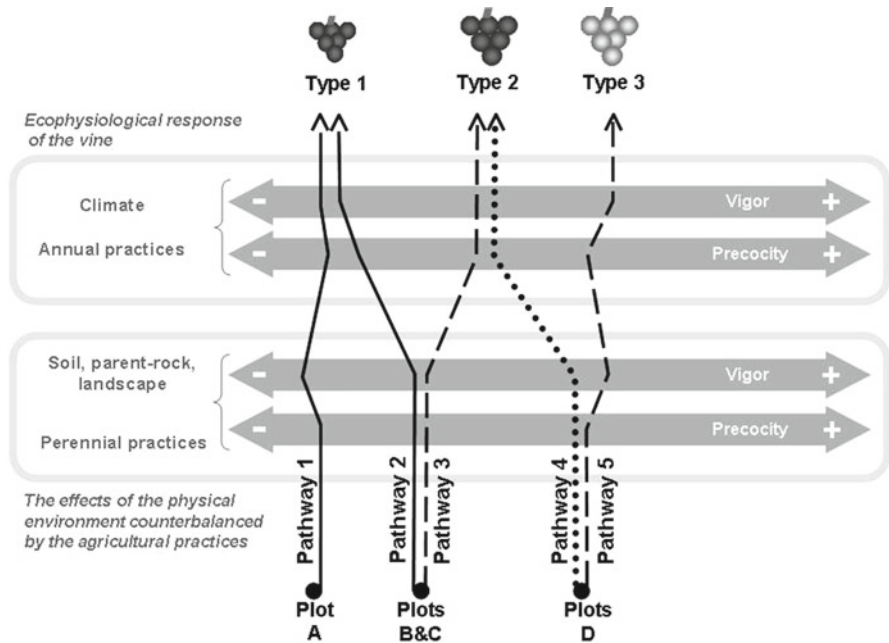 Type 1
Type 2
Type 3
Ecophysiological response
of the vine
Climate
- Vigor +
Annual practices
- Precocity +
Soil, parent-rock,
landscape
- Vigor +
Perennial practices
- Precocity +
The effects of the physical
environment counterbalanced
by the agricultural practices
Pathway 1
Pathway 2
Pathway 3
Pathway 4
Pathway 5
Plot
A
Plots
B&C
Plots
D